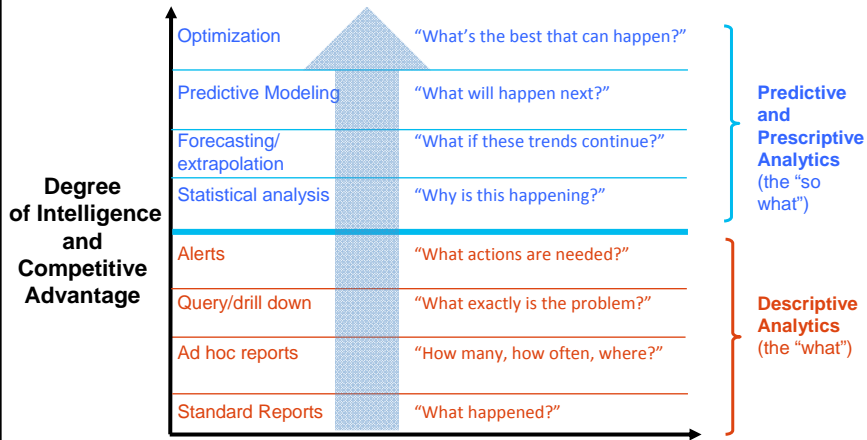 Optimization “What’s the best that can happen?”
Predictive Modeling “What will happen next?”
Forecasting/ “What if these trends continue?”
extrapolation
Statistical analysis “Why is this happening?”
Alerts “What actions are needed?”
Query/drill down “What exactly is the problem?”
Ad hoc reports “How many, how often, where?”
Standard Reports “What happened?”
Degree
of Intelligence
and
Competitive
Advantage
Predictive
and
Prescriptive
Analytics
(the “so
what”)
Descriptive
Analytics
(the “what”)